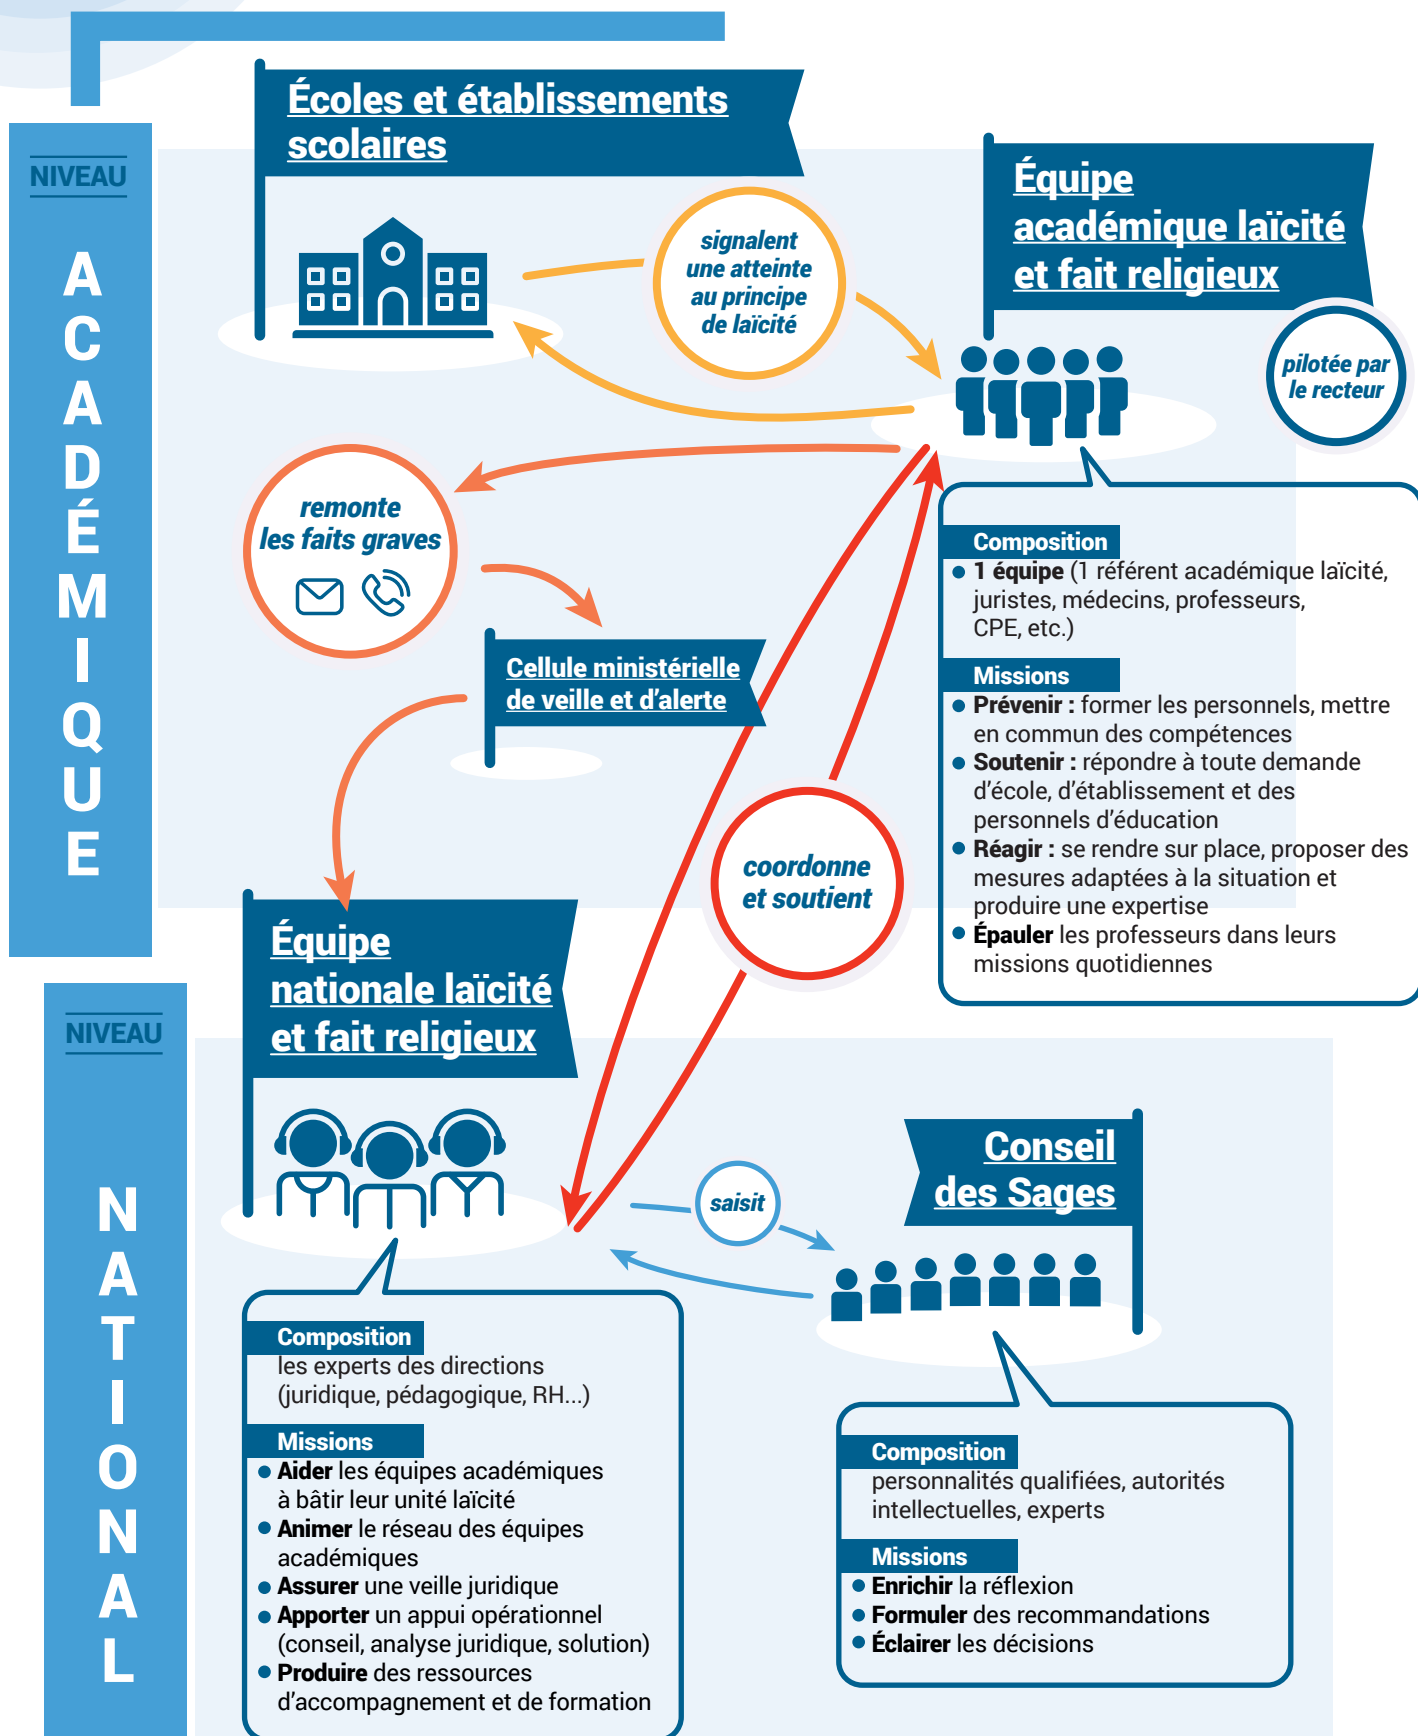 NIVEAU
ACADÉMIQUE
Écoles et établissements
scolaires
signalent
une atteinte
au principe
de laïcité
Équipe
académique laïcité
et fait religieux
pilotée par
le recteur
remonte
les faits graves
Cellule ministérielle
de veille et d'alerte
Composition
1 équipe (1 référent académique laïcité,
juristes, médecins, professeurs,
CPE, etc.)
Missions
Prévenir : former les personnels, mettre
en commun des compétences
Soutenir : répondre à toute demande
d'école, d'établissement et des
personnels d'éducation
Réagir : se rendre sur place, proposer des
mesures adaptées à la situation et
produire une expertise
Épauler les professeurs dans leurs
missions quotidiennes
coordonne
et soutient
NIVEAU
NATIONAL
Équipe
nationale laïcité
et fait religieux
saisit
Conseil
des Sages
Composition
les experts des directions
(juridique, pédagogique, RH...)
Missions
Aider les équipes académiques
à bâtir leur unité laïcité
Animer le réseau des équipes
académiques
Assurer une veille juridique
Apporter un appui opérationnel
(conseil, analyse juridique, solution)
Produire des ressources
d'accompagnement et de formation
Composition
personnalités qualifiées, autorités
intellectuelles, experts
Missions
Enrichir la réflexion
Formuler des recommandations
Éclairer les décisions